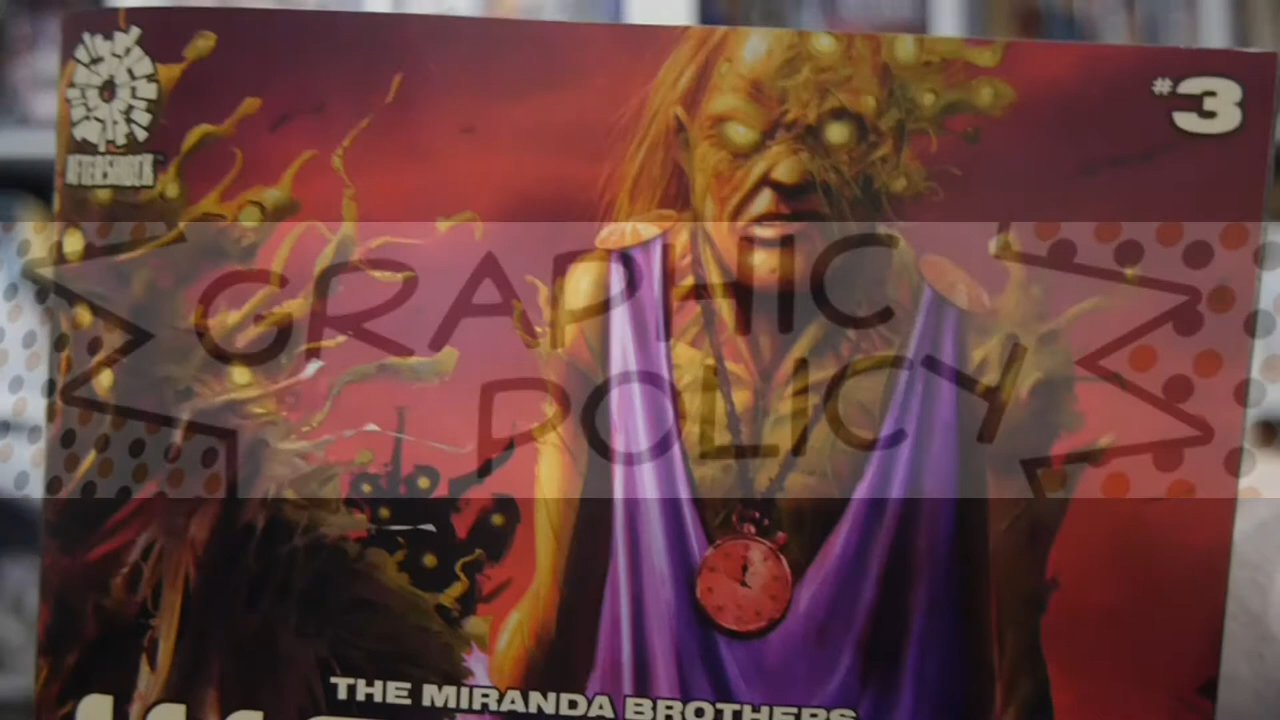 AFTERSHOCK
#3
GRAPHIC
POLICY
THE MIRANDA BROTHERS